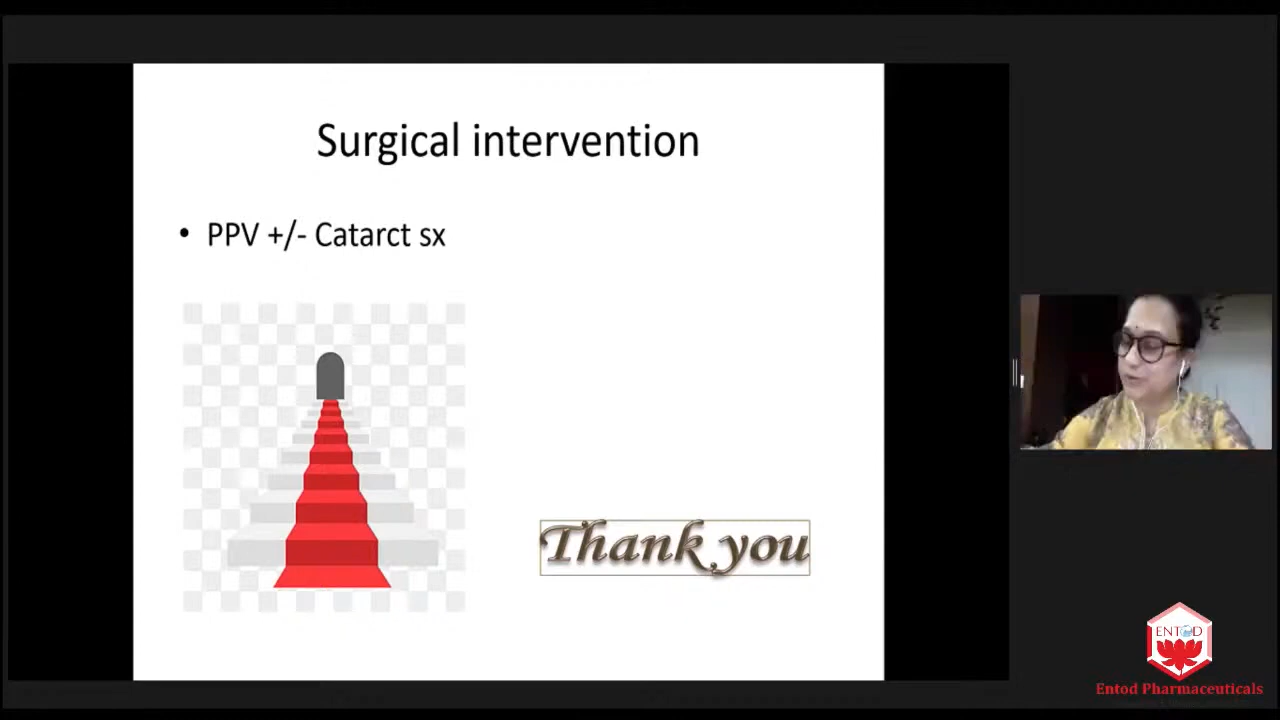 Surgical intervention
• PPV +/- Catarct sx
Thank you
ENTOD
Entod Pharmaceuticals